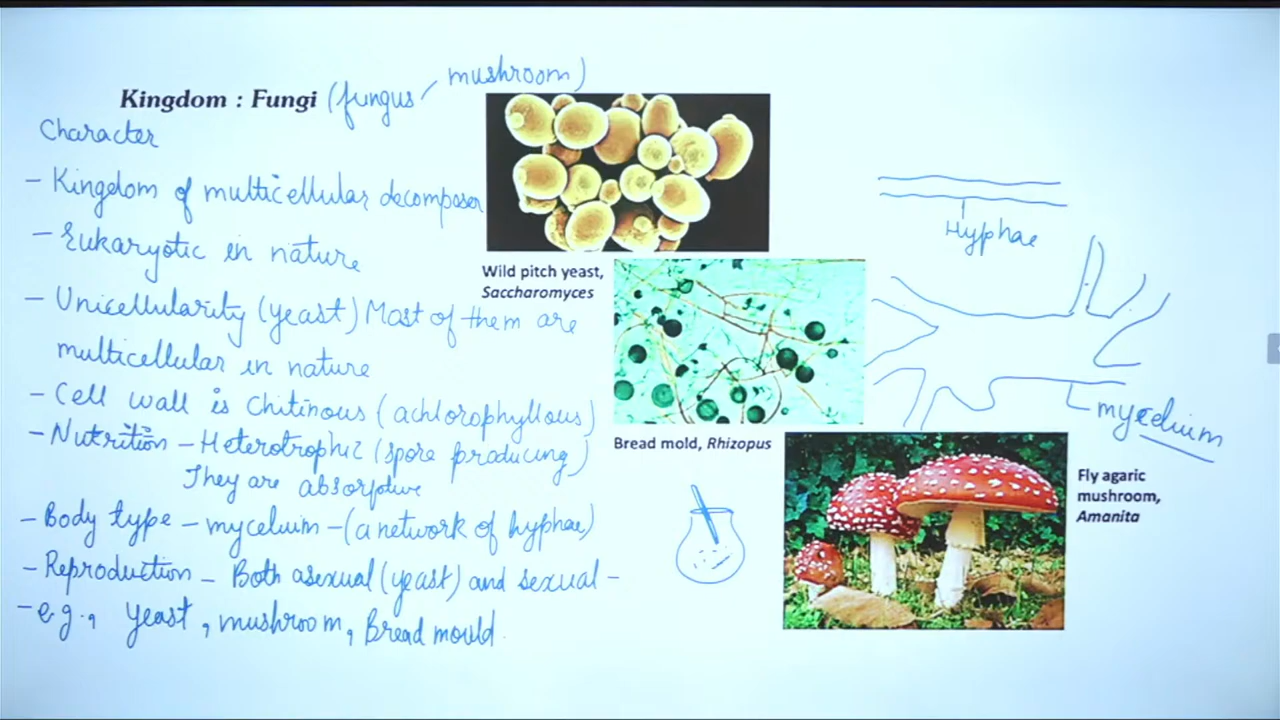 Kingdom : Fungi (fungus / mushroom)
Character
- Kingdom of multicellular decomposer
- Eukaryotic in nature
- Unicellularity (yeast) Most of them are
multicellular in nature
- Cell wall is Chitinous (achlorophyllous)
- Nutrition - Heterotrophic (spore producing)
They are absorptive
- Body type - mycelium - (a network of hyphae)
- Reproduction - Both asexual (yeast) and sexual -
- e.g., Yeast, mushroom, Bread mould.
Wild pitch yeast,
Saccharomyces
Bread mold, Rhizopus
Fly agaric
mushroom,
Amanita
Hyphae
mycelium